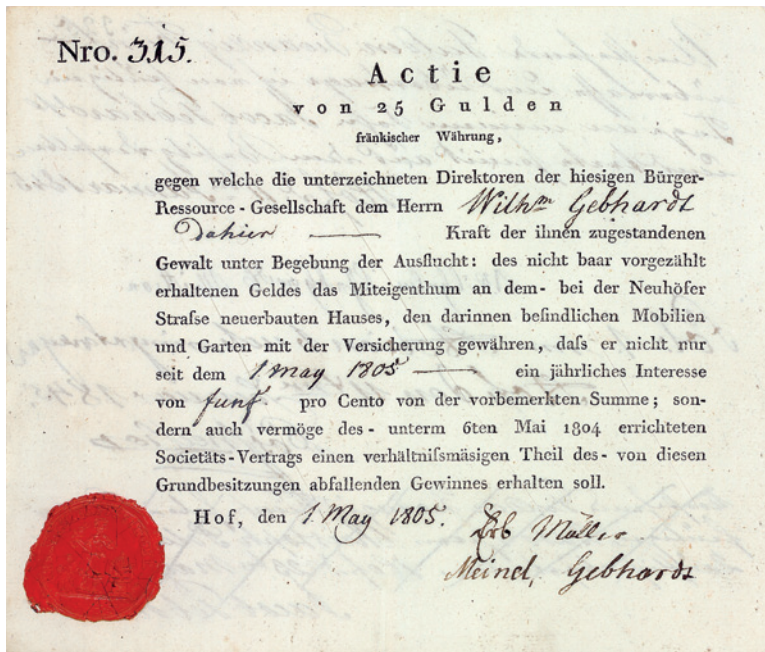 Nro. 315.
Actie
von 25 Gulden
fränkischer Währung,
gegen welche die unterzeichneten Direktoren der hiesigen Bürger-
Ressource-Gesellschaft dem Herrn Wilhm Gebhardt
Dahier Kraft der ihnen zugestandenen
Gewalt unter Begebung der Ausflucht: des nicht baar vorgezählt
erhaltenen Geldes das Miteigenthum an dem- bei der Neuhöfer
Straſse neuerbauten Hauses, den darinnen befindlichen Mobilien
und Garten mit der Versicherung gewähren, daſs er nicht nur
seit dem 1 may 1805 — ein jährliches Interesse
von funf pro Cento von der vorbemerkten Summe; son-
dern auch vermöge des- unterm 6ten Mai 1804 errichteten
Societäts-Vertrags einen verhältniſsmäsigen Theil des- von diesen
Grundbesitzungen abfallenden Gewinnes erhalten soll.
Hof, den 1. May 1805.
Erb Müller
Meinel, Gebhardt